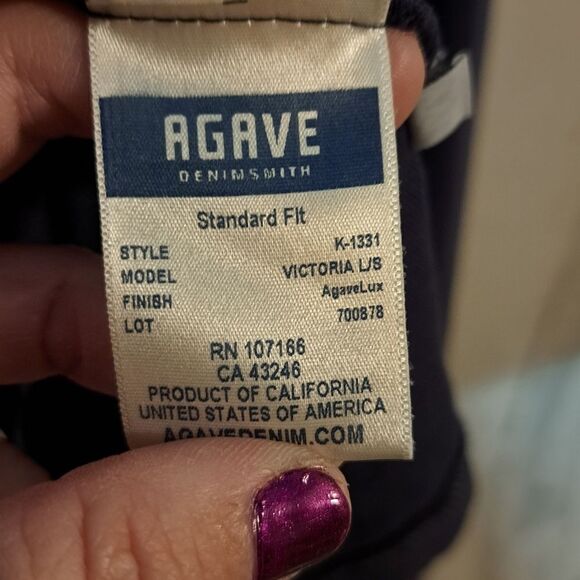 AGAVE
DENIMSMITH
Standard Fit
STYLE K-1331
MODEL VICTORIA L/S
FINISH AgaveLux
LOT 700878
RN 107166
CA 43246
PRODUCT OF CALIFORNIA
UNITED STATES OF AMERICA
AGAVEDENIM.COM